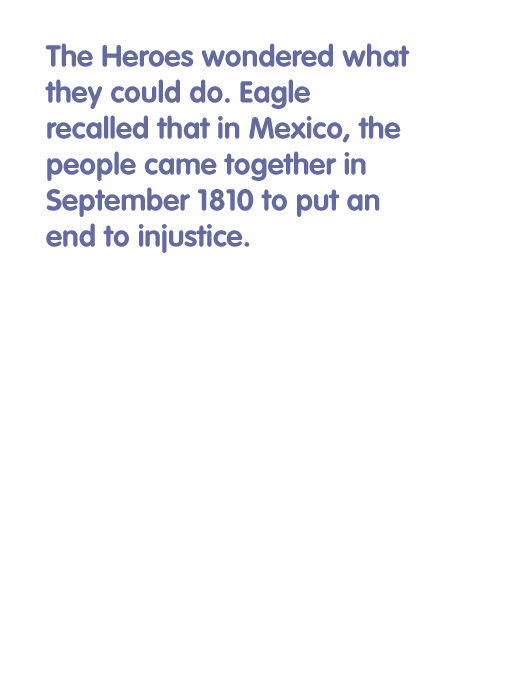 The Heroes wondered what
they could do. Eagle
recalled that in Mexico, the
people came together in
September 1810 to put an
end to injustice.